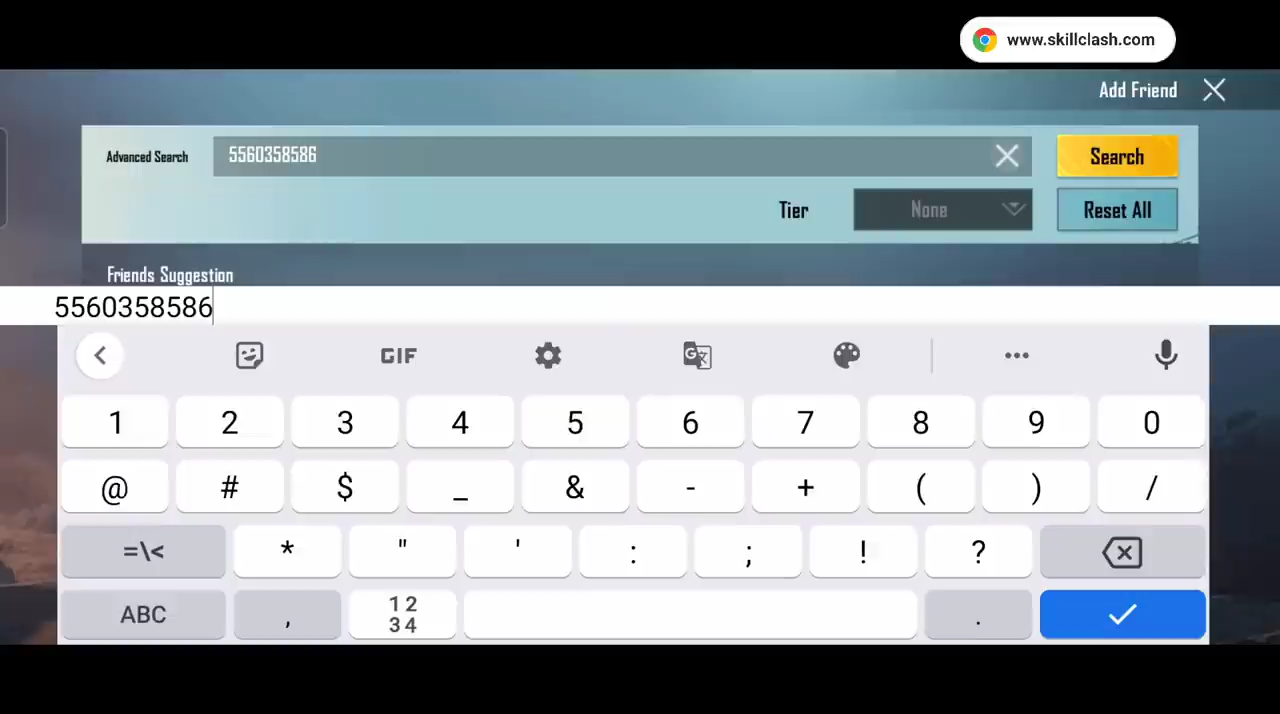 www.skillclash.com
Add Friend
Advanced Search 5560358586 Search
Tier None Reset All
Friends Suggestion
5560358586
GIF
1 2 3 4 5 6 7 8 9 0
@ # $ _ & - + ( ) /
=\< * " ' : ; ! ?
ABC , 1 2 3 4 .